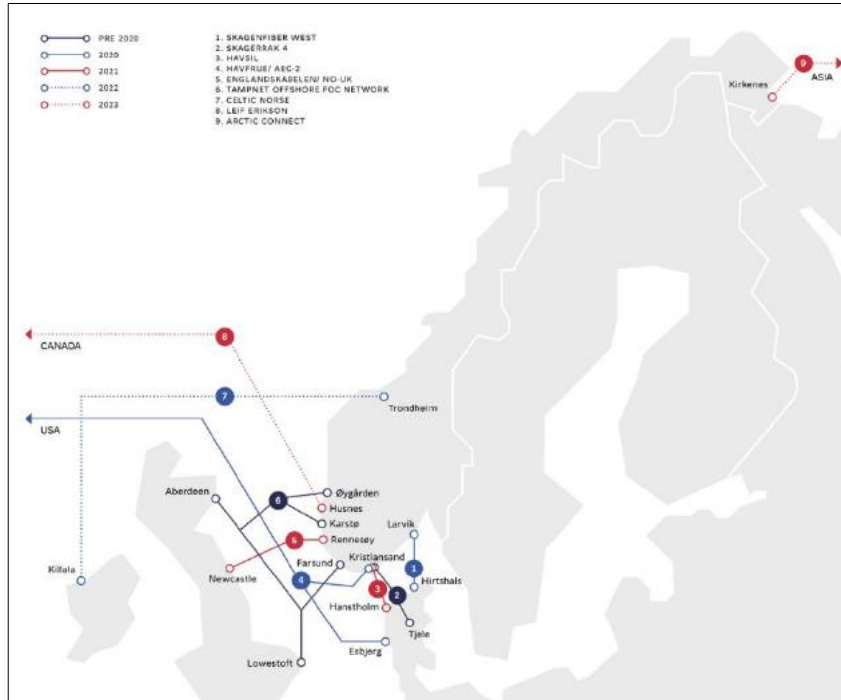 PRE 2020
2020
2021
2022
2023
1. SKAGENFIBER WEST
2. SKAGERRAK 4
3. HAVSIL
4. HAVFRUE/ AEC-2
5. ENGLANDSKABELEN/ NO-UK
6. TAMPNET OFFSHORE FOC NETWORK
7. CELTIC NORSE
8. LEIF ERIKSON
9. ARCTIC CONNECT
9
ASIA
Kirkenes
8
CANADA
7
Trondheim
USA
Aberdeen
6
Øygården
Husnes
Karstø
Larvik
5
Rennesøy
Newcastle
Farsund
Kristiansand
1
Killala
4
3
2
Hirtshals
Hanstholm
Tjele
Esbjerg
Lowestoft